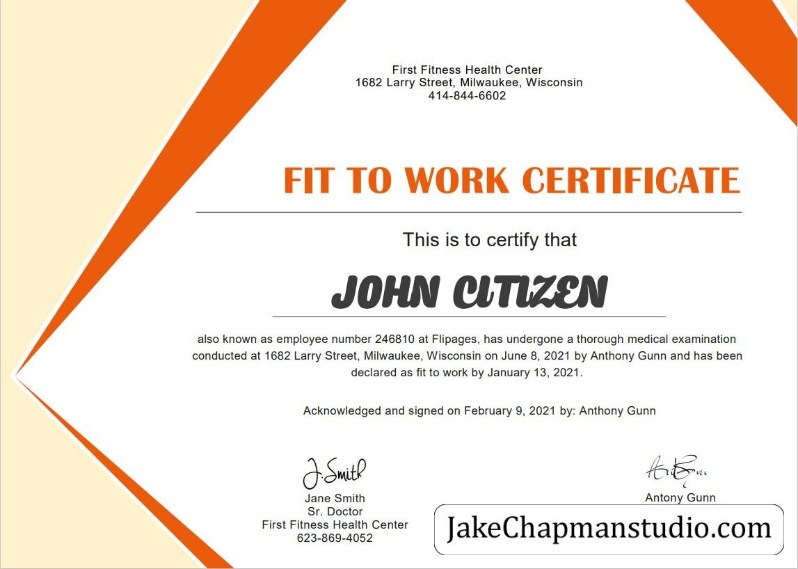 First Fitness Health Center
1682 Larry Street, Milwaukee, Wisconsin
414-844-6602
FIT TO WORK CERTIFICATE
This is to certify that
JOHN CITIZEN
also known as employee number 246810 at Flipages, has undergone a thorough medical examination
conducted at 1682 Larry Street, Milwaukee, Wisconsin on June 8, 2021 by Anthony Gunn and has been
declared as fit to work by January 13, 2021.
Acknowledged and signed on February 9, 2021 by: Anthony Gunn
J. Smith
Jane Smith
Sr. Doctor
First Fitness Health Center
623-869-4052
Antony Gunn
JakeChapmanstudio.com